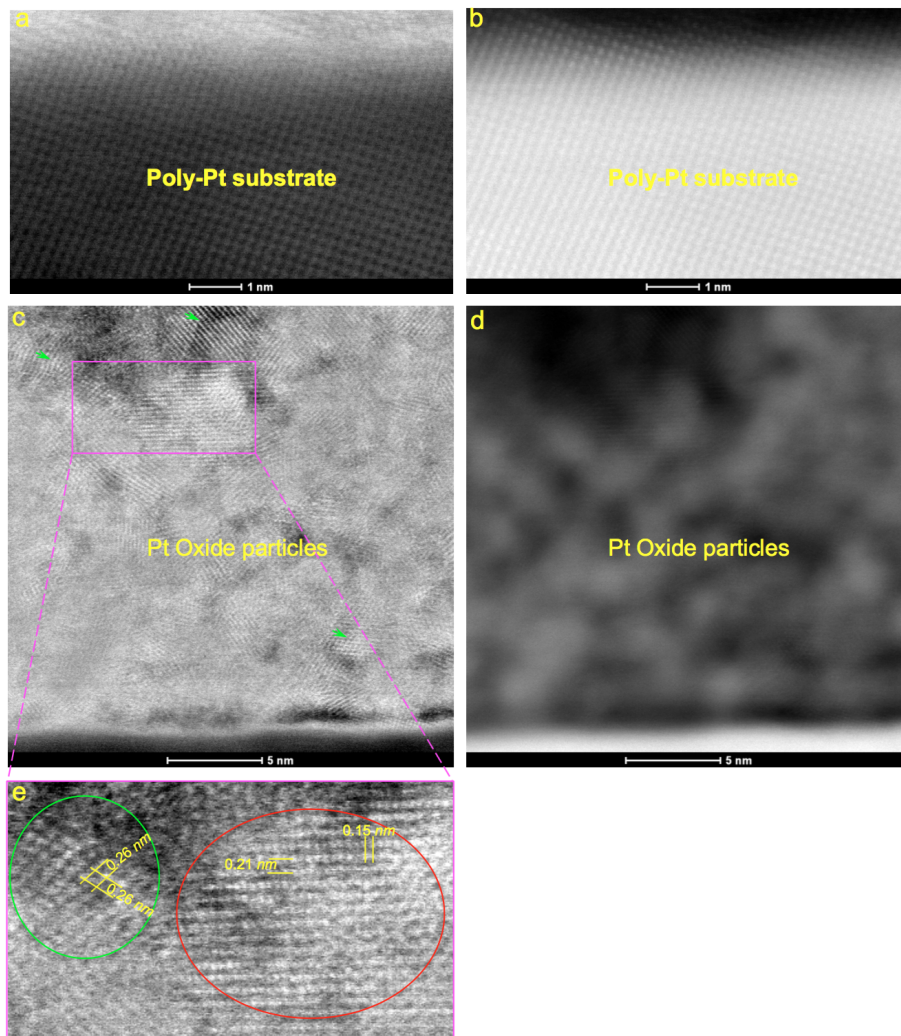 a
Poly-Pt substrate
1 nm
b
Poly-Pt substrate
1 nm
c
Pt Oxide particles
5 nm
d
Pt Oxide particles
5 nm
e
0.26 nm
0.26 nm
0.21 nm
0.15 nm